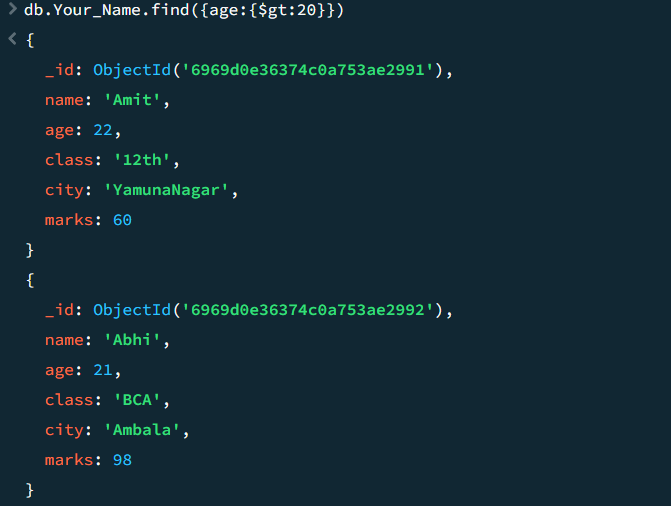 > db.Your_Name.find({age:{$gt:20}})
< {
_id: ObjectId('6969d0e36374c0a753ae2991'),
name: 'Amit',
age: 22,
class: '12th',
city: 'YamunaNagar',
marks: 60
}
{
_id: ObjectId('6969d0e36374c0a753ae2992'),
name: 'Abhi',
age: 21,
class: 'BCA',
city: 'Ambala',
marks: 98
}